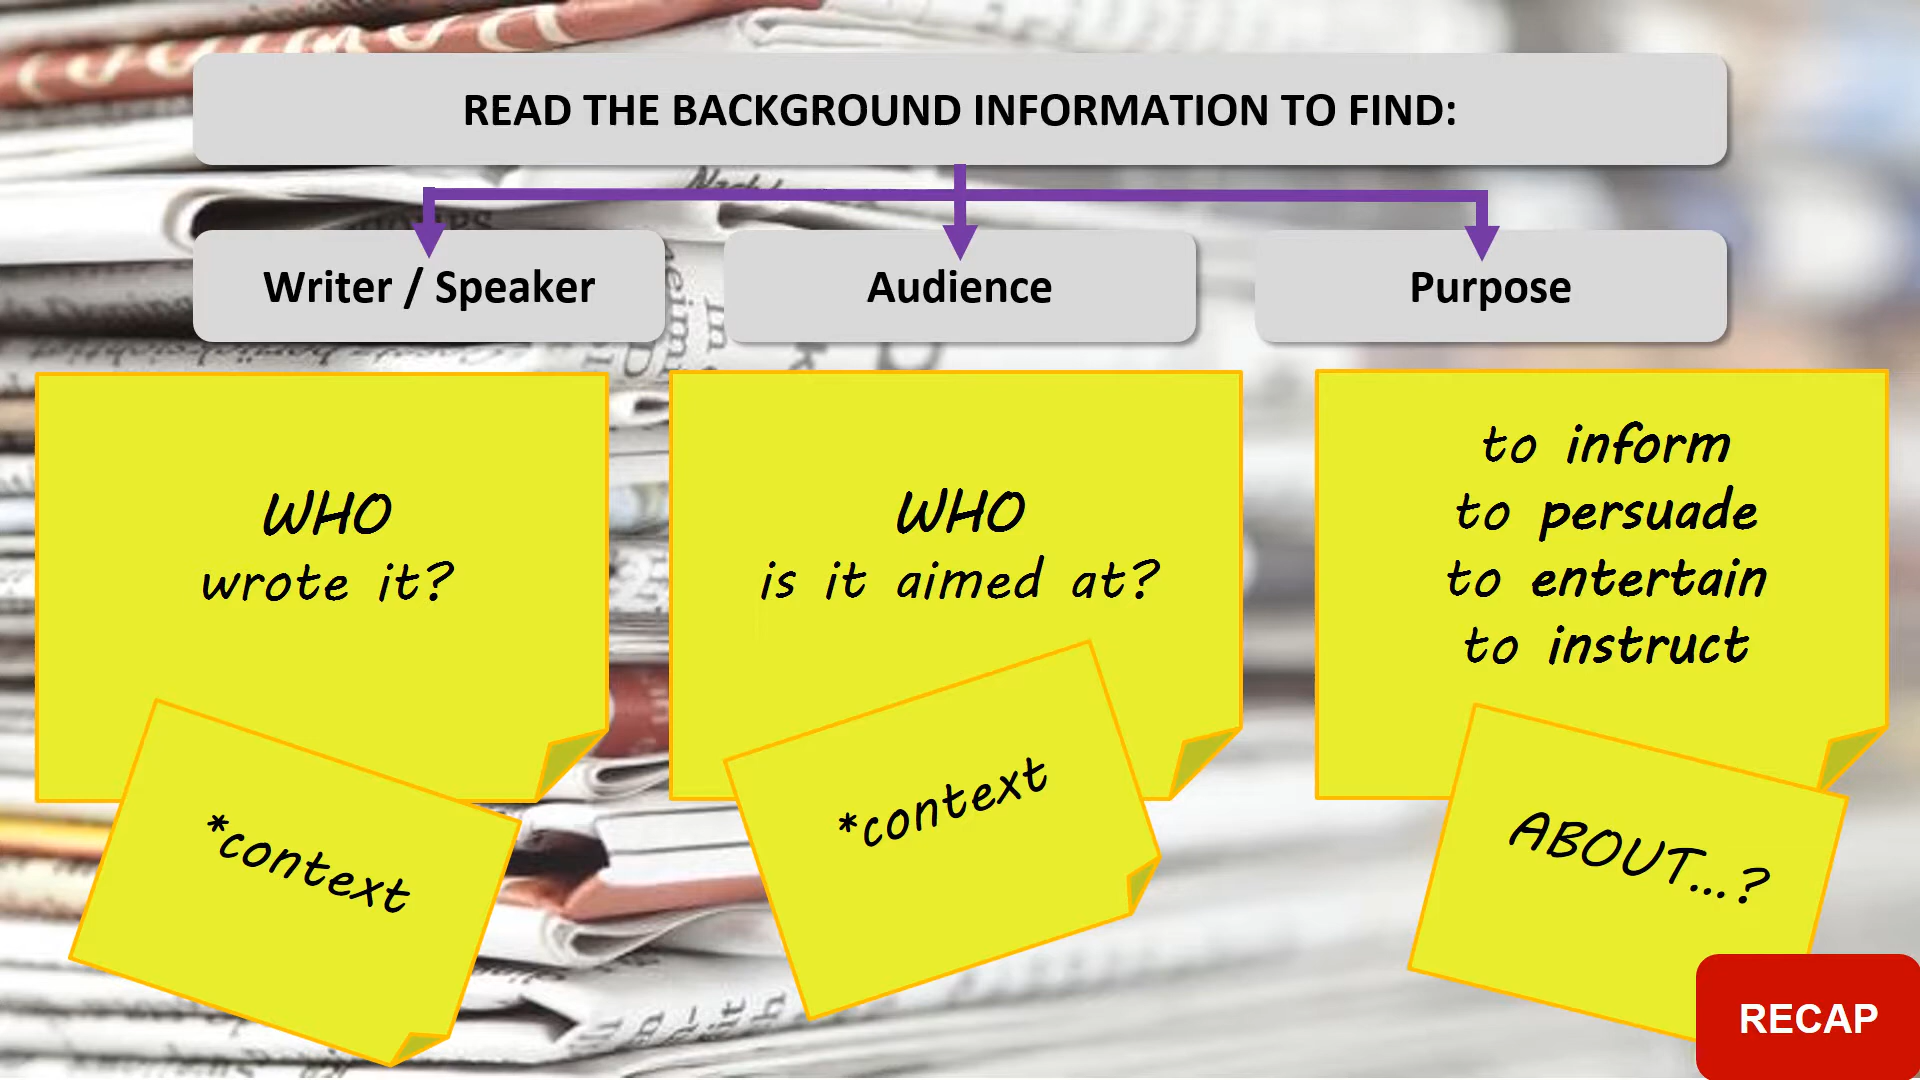 READ THE BACKGROUND INFORMATION TO FIND:
Writer / Speaker
Audience
Purpose
WHO
wrote it?
*context
WHO
is it aimed at?
*context
to inform
to persuade
to entertain
to instruct
ABOUT...?
RECAP